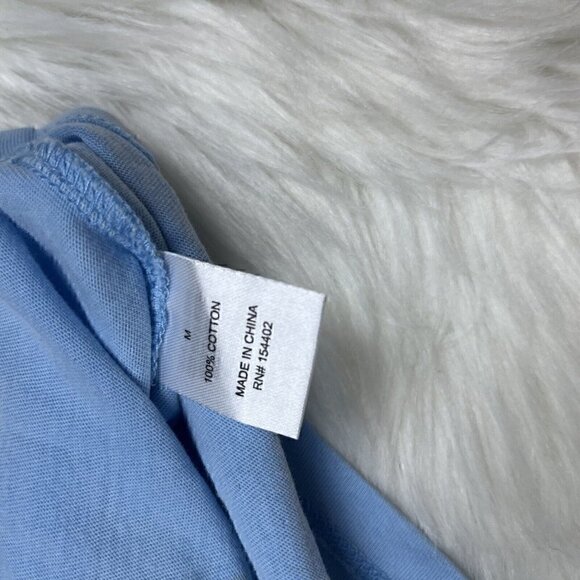 M
100% COTTON
MADE IN CHINA
RN# 154402